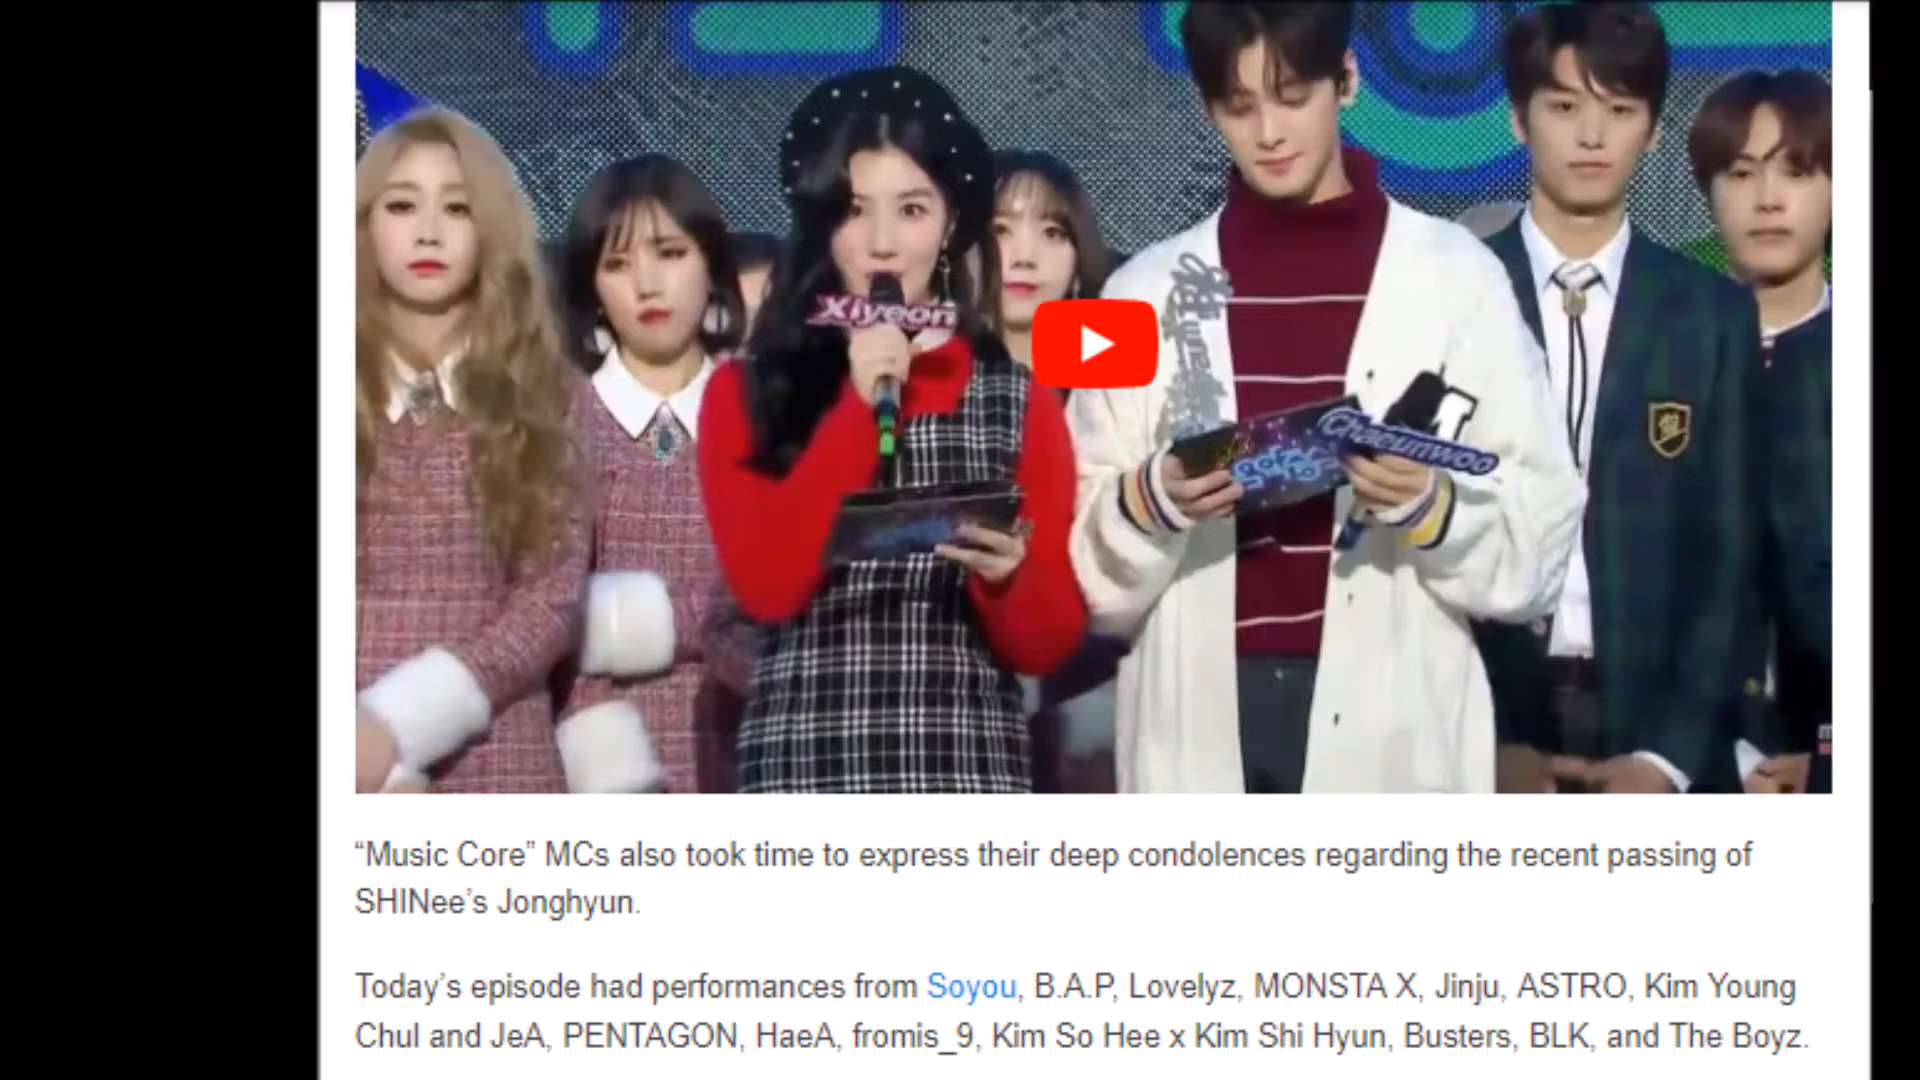 Xiyeon
Chaeunwoo
“Music Core” MCs also took time to express their deep condolences regarding the recent passing of
SHINee’s Jonghyun.
Today’s episode had performances from Soyou, B.A.P, Lovelyz, MONSTA X, Jinju, ASTRO, Kim Young
Chul and JeA, PENTAGON, HaeA, fromis_9, Kim So Hee x Kim Shi Hyun, Busters, BLK, and The Boyz.